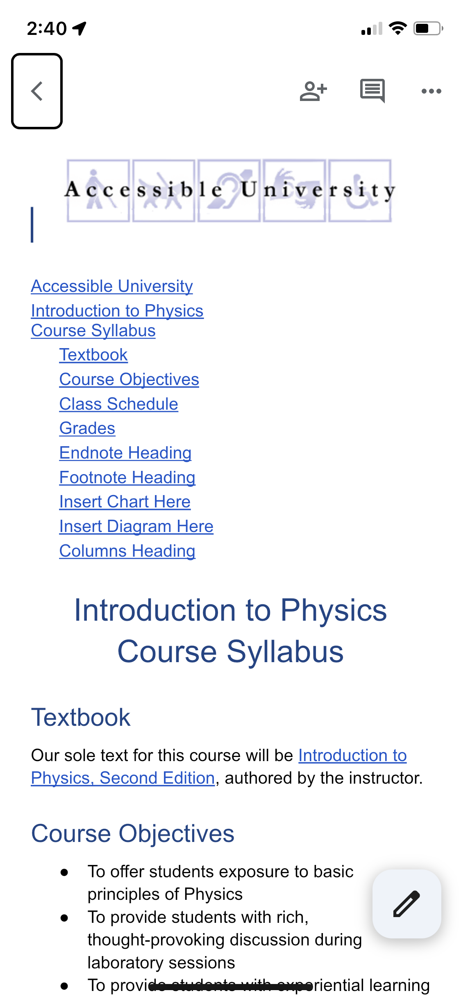 2:40
Accessible University
Accessible University
Introduction to Physics
Course Syllabus
Textbook
Course Objectives
Class Schedule
Grades
Endnote Heading
Footnote Heading
Insert Chart Here
Insert Diagram Here
Columns Heading
Introduction to Physics
Course Syllabus
Textbook
Our sole text for this course will be Introduction to
Physics, Second Edition, authored by the instructor.
Course Objectives
● To offer students exposure to basic
principles of Physics
● To provide students with rich,
thought-provoking discussion during
laboratory sessions
● To provide students with experiential learning